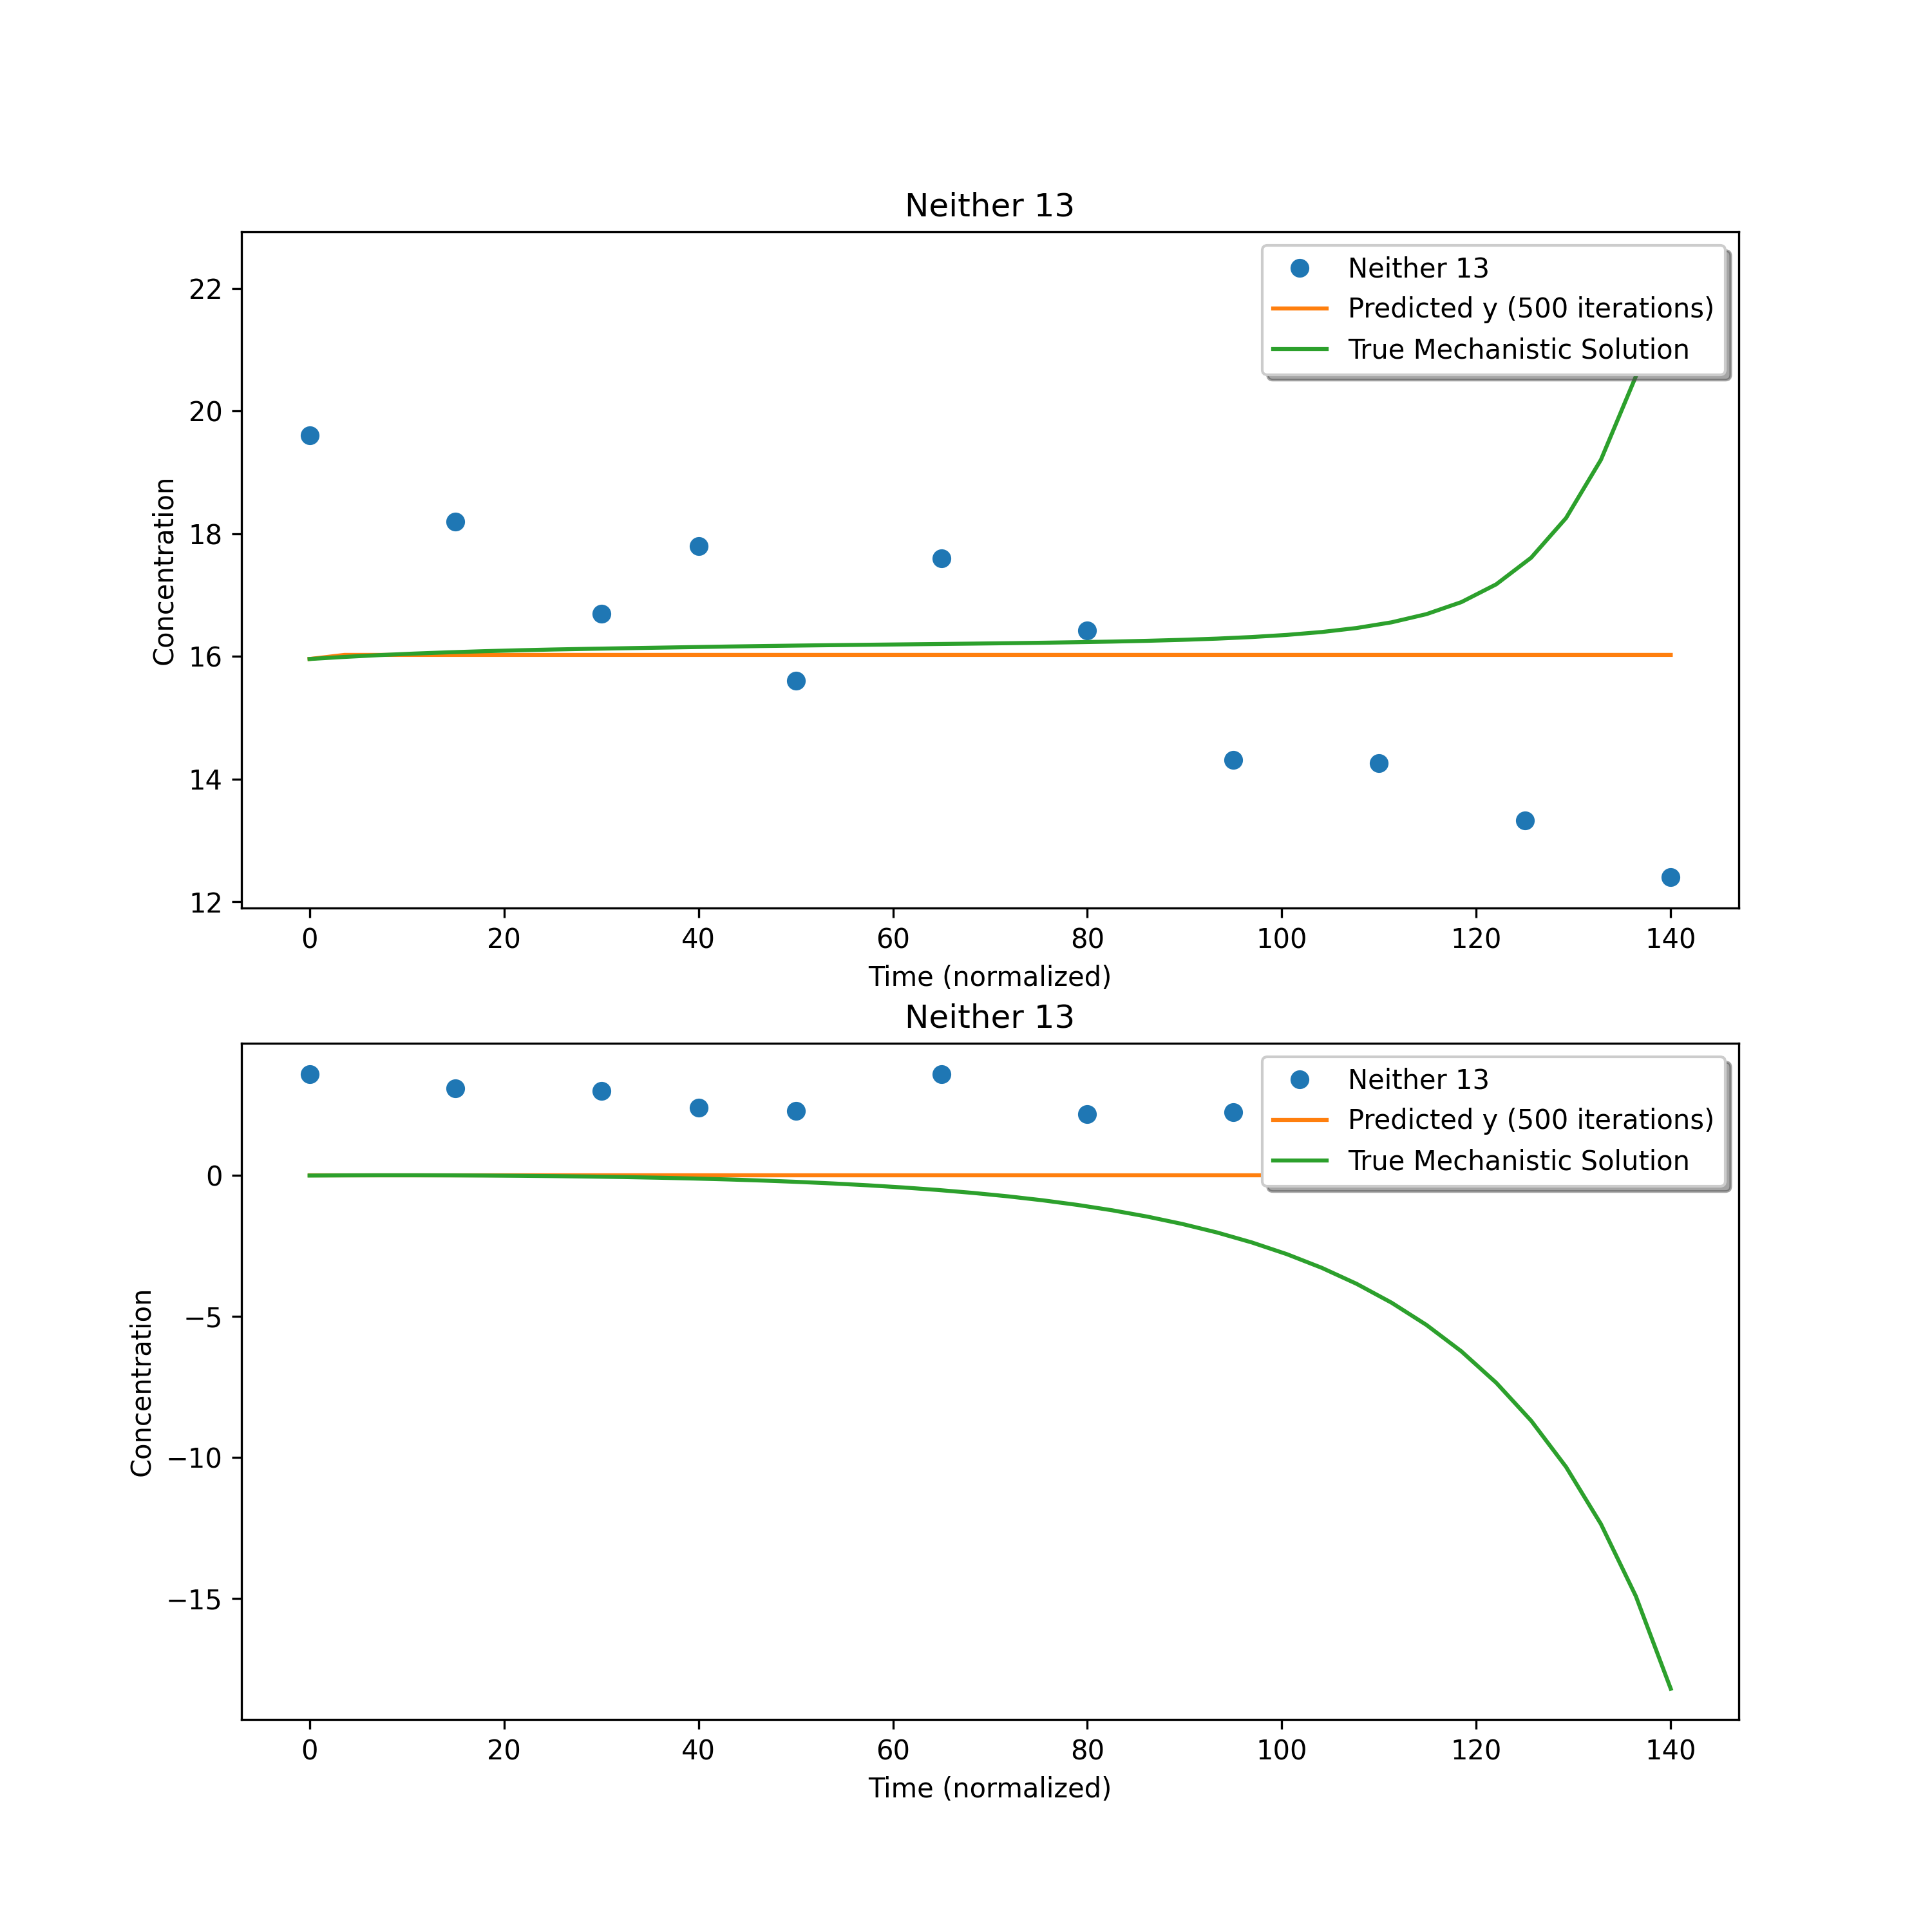 Neither 13
Neither 13
Predicted y (500 iterations)
True Mechanistic Solution
22
20
18
16
14
12
Concentration
0 20 40 60 80 100 120 140
Time (normalized)
Neither 13
Neither 13
Predicted y (500 iterations)
True Mechanistic Solution
0
−5
−10
−15
Concentration
0 20 40 60 80 100 120 140
Time (normalized)